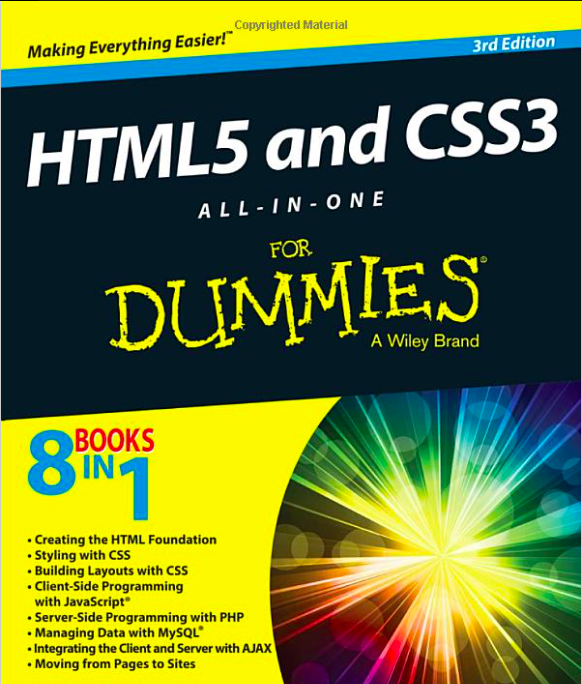 Copyrighted Material
Making Everything Easier!™
3rd Edition
HTML5 and CSS3
ALL-IN-ONE
FOR
DUMMIES®
A Wiley Brand
8 BOOKS
IN 1
• Creating the HTML Foundation
• Styling with CSS
• Building Layouts with CSS
• Client-Side Programming
with JavaScript®
• Server-Side Programming with PHP
• Managing Data with MySQL®
• Integrating the Client and Server with AJAX
• Moving from Pages to Sites